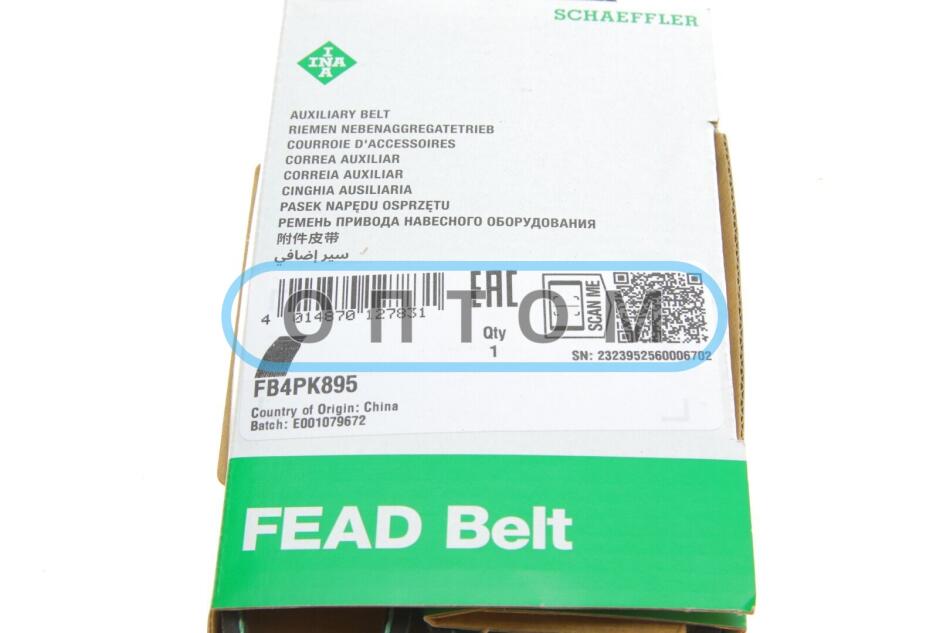 SCHAEFFLER
INA
INA
AUXILIARY BELT
RIEMEN NEBENAGGREGATETRIEB
COURROIE D'ACCESSOIRES
CORREA AUXILIAR
CORREIA AUXILIAR
CINGHIA AUSILIARIA
PASEK NAPĘDU OSPRZĘTU
РЕМЕНЬ ПРИВОДА НАВЕСНОГО ОБОРУДОВАНИЯ
附件皮带
سير إضافي
4 014870 127831
EAC
Qty
1
SCAN ME
SN: 2323952560006702
ОПТОМ
FB4PK895
Country of Origin: China
Batch: E001079672
FEAD Belt